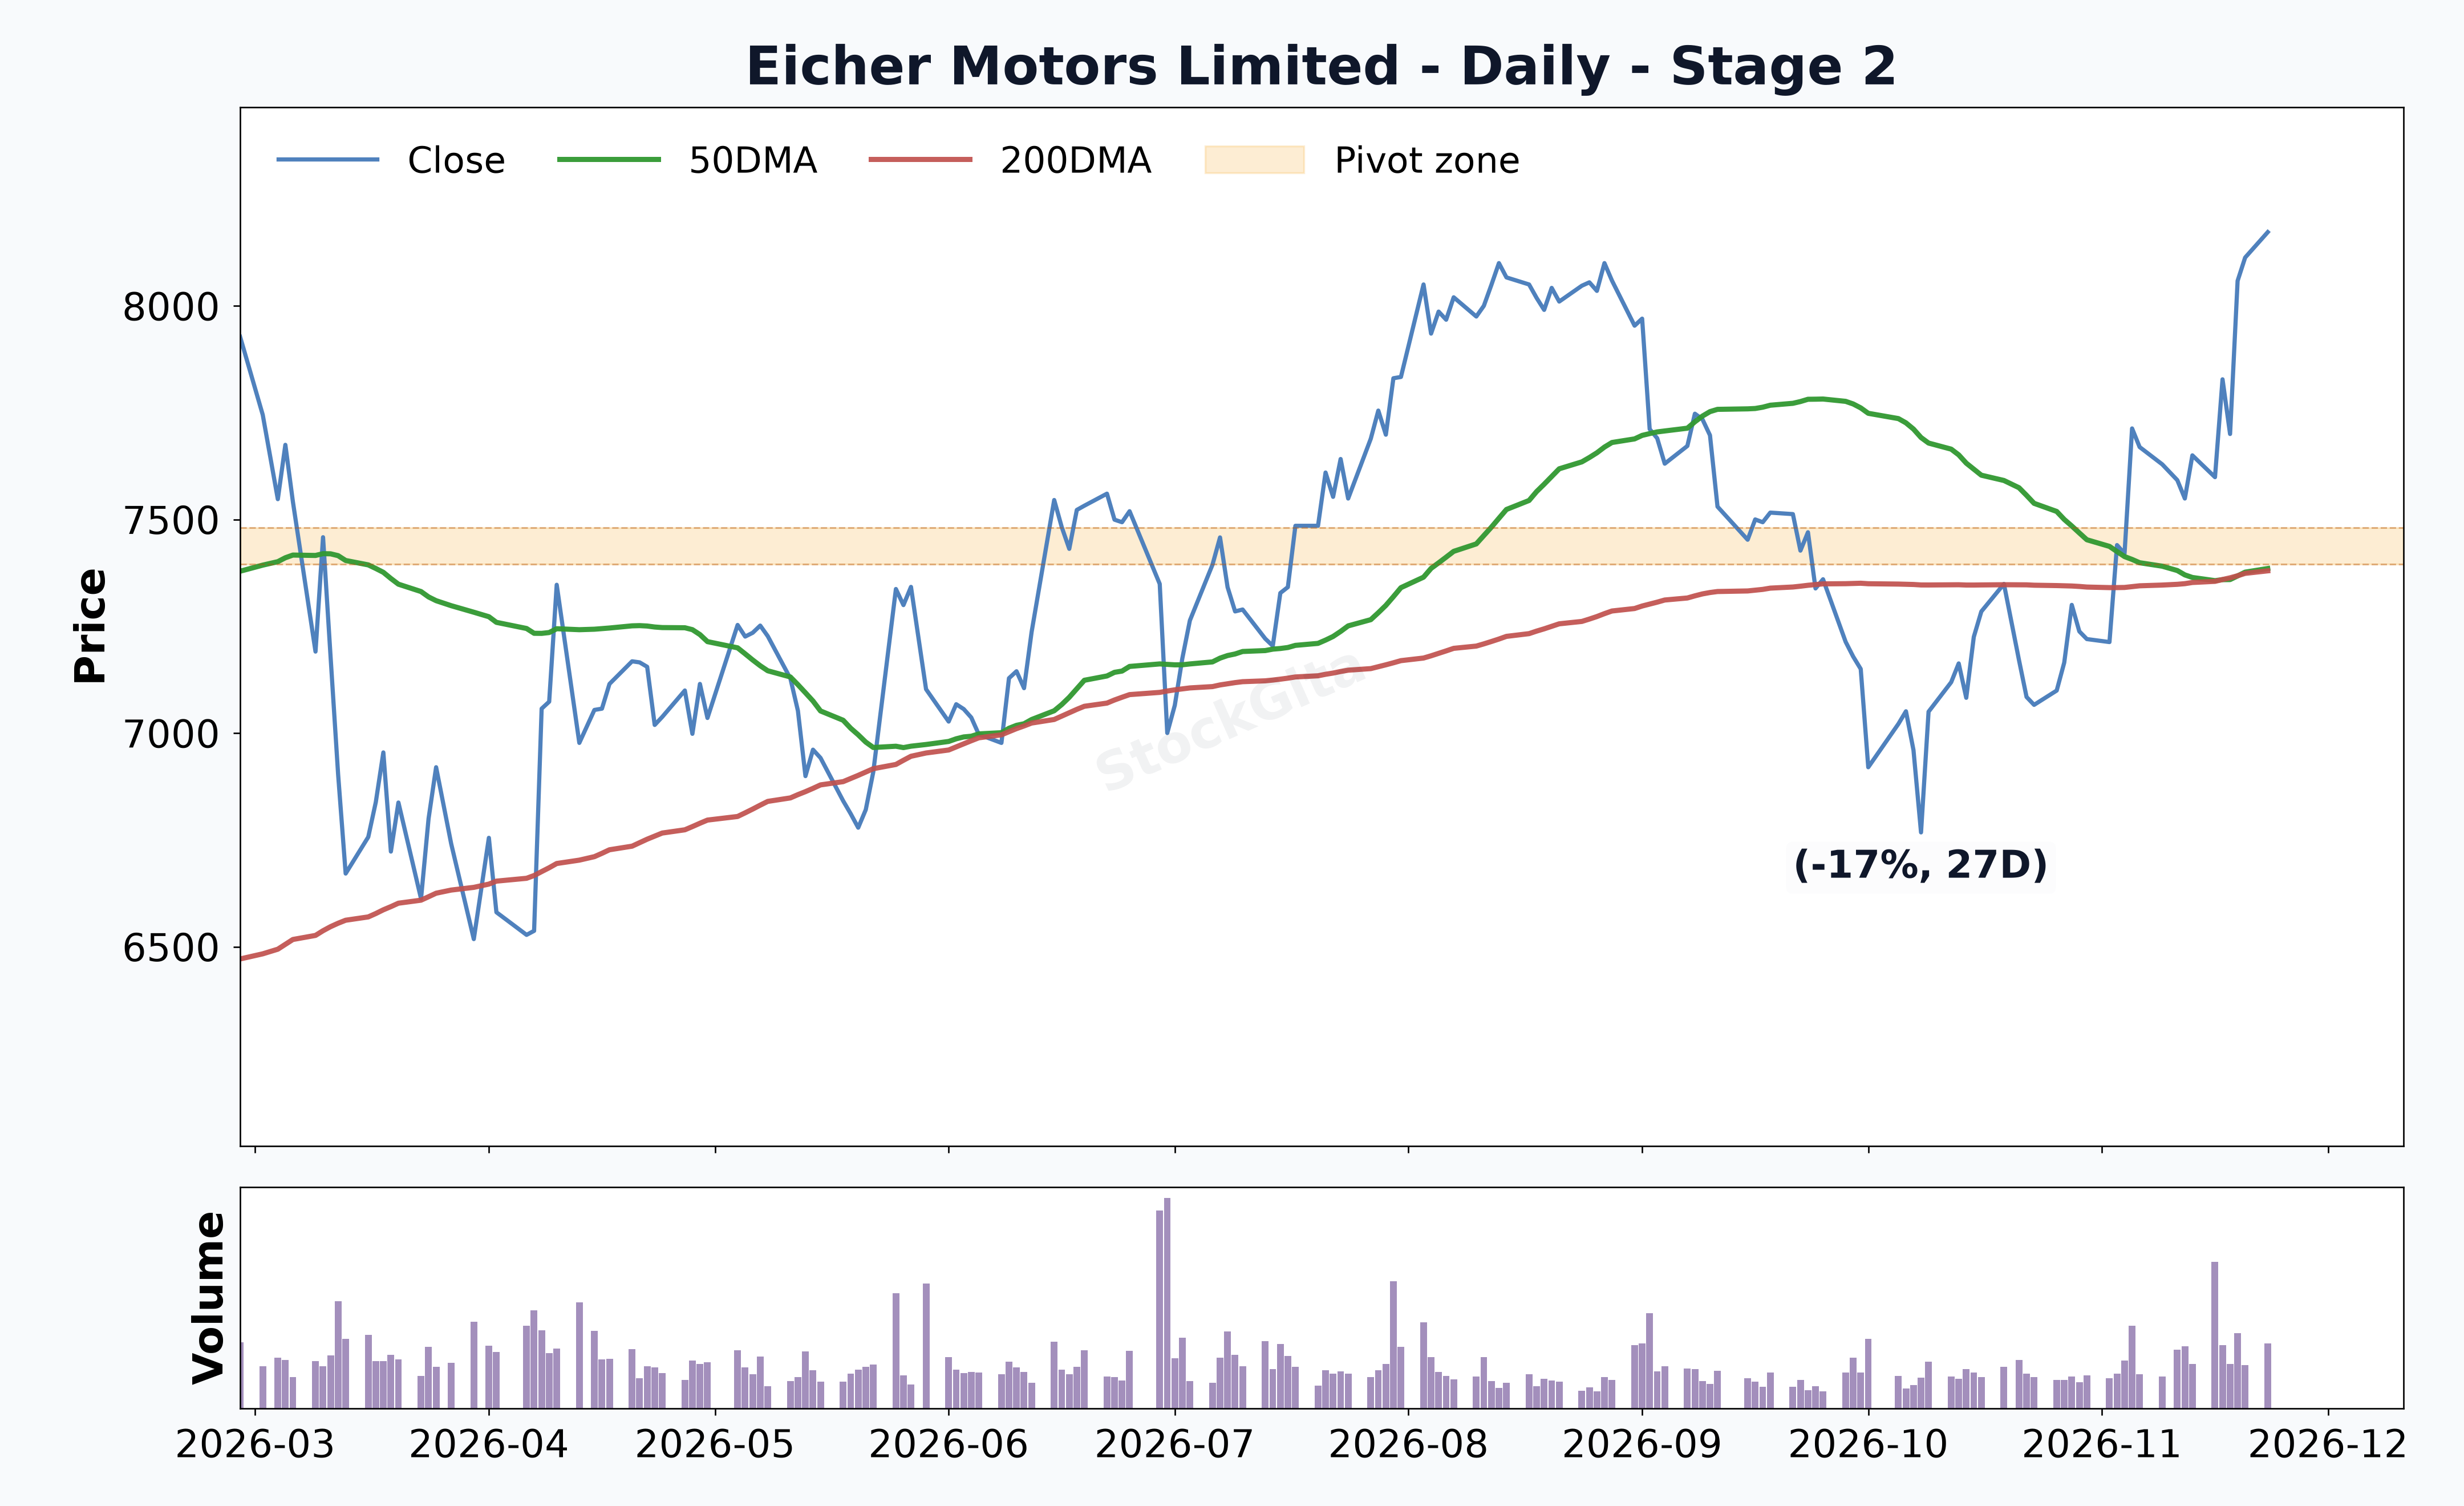 Eicher Motors Limited - Daily - Stage 2
Close 50DMA 200DMA Pivot zone
Price
8000
7500
7000
6500
StockGita
(-17%, 27D)
Volume
2026-03 2026-04 2026-05 2026-06 2026-07 2026-08 2026-09 2026-10 2026-11 2026-12